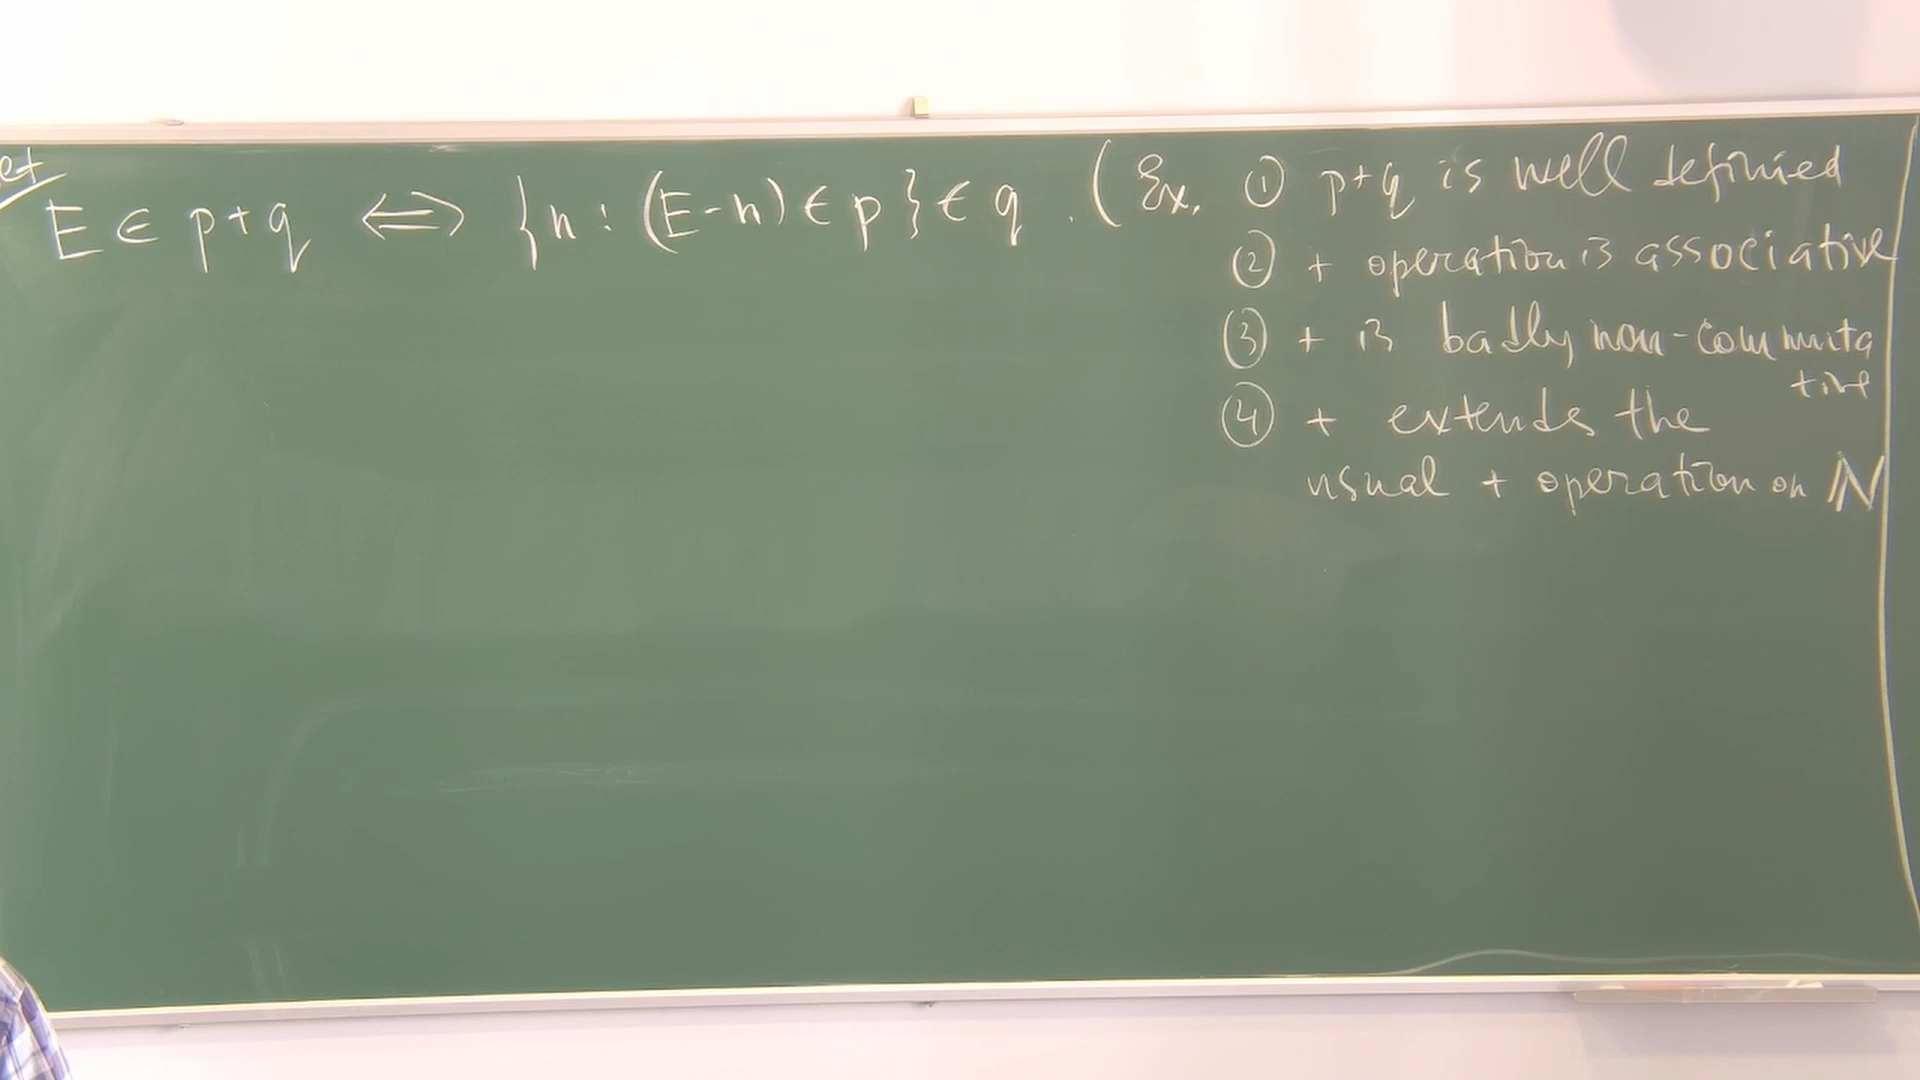 E ∈ p+q ⟺ {n : (E-n) ∈ p} ∈ q . ( Ex. ① p+q is well defined
② + operation is associative
③ + is badly non-commuta
tive
④ + extends the
usual + operation on ℕ